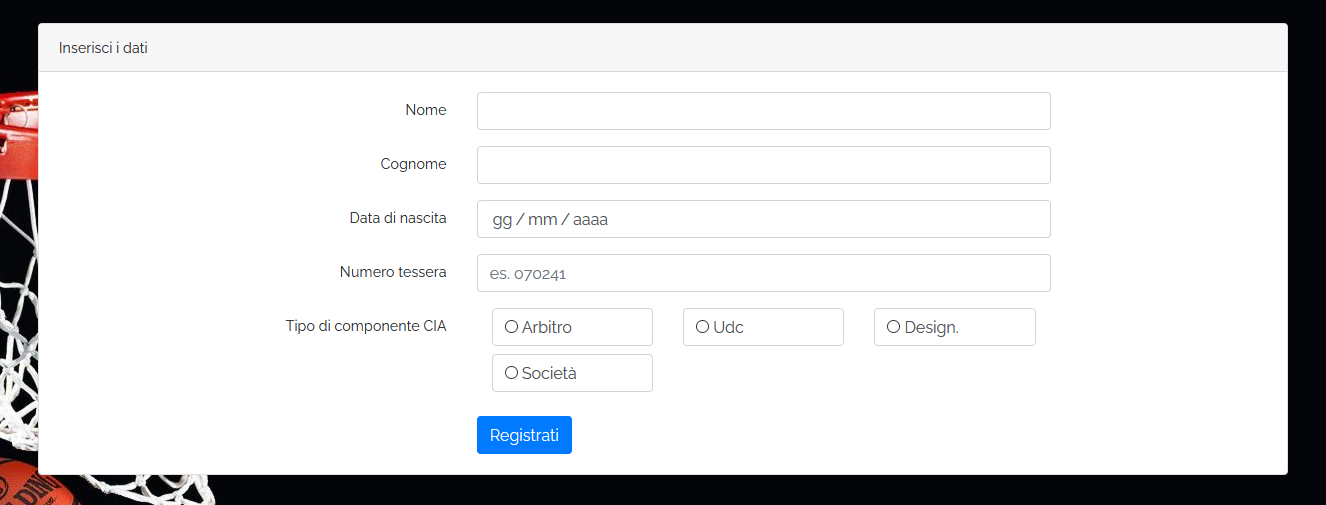 Inserisci i dati
Nome
Cognome
Data di nascita
gg / mm / aaaa
Numero tessera
es. 070241
Tipo di componente CIA
Arbitro
Udc
Design.
Società
Registrati